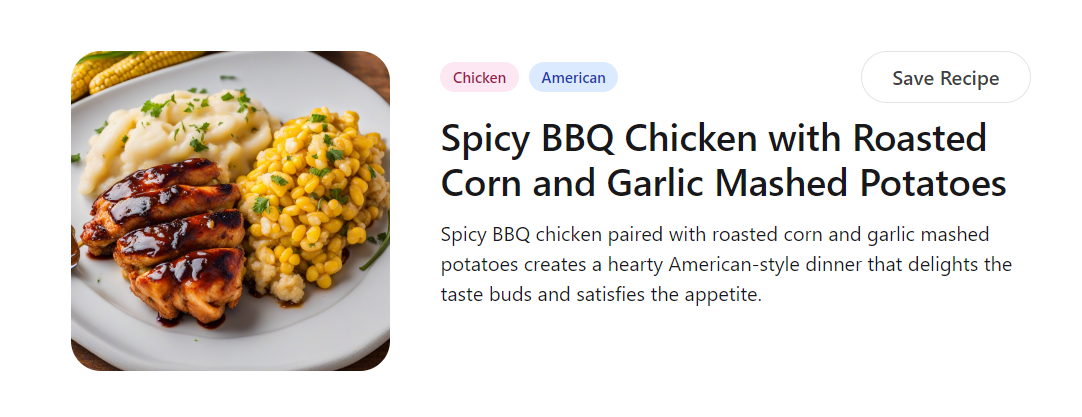 Chicken
American
Save Recipe
Spicy BBQ Chicken with Roasted
Corn and Garlic Mashed Potatoes
Spicy BBQ chicken paired with roasted corn and garlic mashed
potatoes creates a hearty American-style dinner that delights the
taste buds and satisfies the appetite.